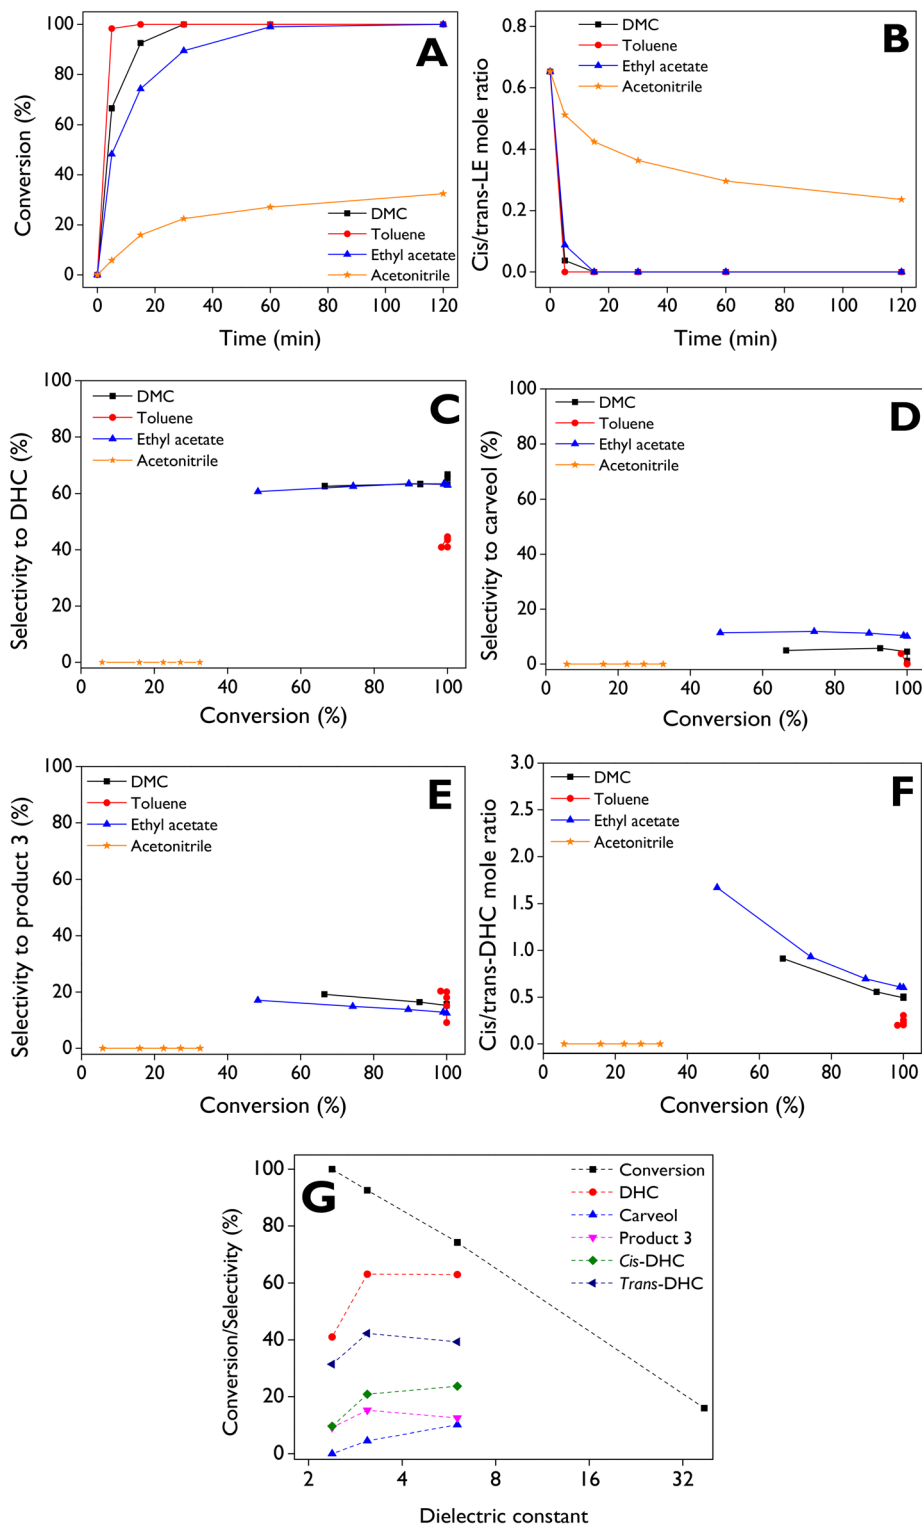 A
Conversion (%)
100
80
60
40
20
0
DMC
Toluene
Ethyl acetate
Acetonitrile
0 20 40 60 80 100 120
Time (min)
B
Cis/trans-LE mole ratio
0.8
0.6
0.4
0.2
0.0
DMC
Toluene
Ethyl acetate
Acetonitrile
0 20 40 60 80 100 120
Time (min)
C
Selectivity to DHC (%)
100
80
60
40
20
0
DMC
Toluene
Ethyl acetate
Acetonitrile
0 20 40 60 80 100
Conversion (%)
D
Selectivity to carveol (%)
100
80
60
40
20
0
DMC
Toluene
Ethyl acetate
Acetonitrile
0 20 40 60 80 100
Conversion (%)
E
Selectivity to product 3 (%)
100
80
60
40
20
0
DMC
Toluene
Ethyl acetate
Acetonitrile
0 20 40 60 80 100
Conversion (%)
F
Cis/trans-DHC mole ratio
3.0
2.5
2.0
1.5
1.0
0.5
0.0
DMC
Toluene
Ethyl acetate
Acetonitrile
0 20 40 60 80 100
Conversion (%)
G
Conversion/Selectivity (%)
100
80
60
40
20
0
Conversion
DHC
Carveol
Product 3
Cis-DHC
Trans-DHC
2 4 8 16 32
Dielectric constant